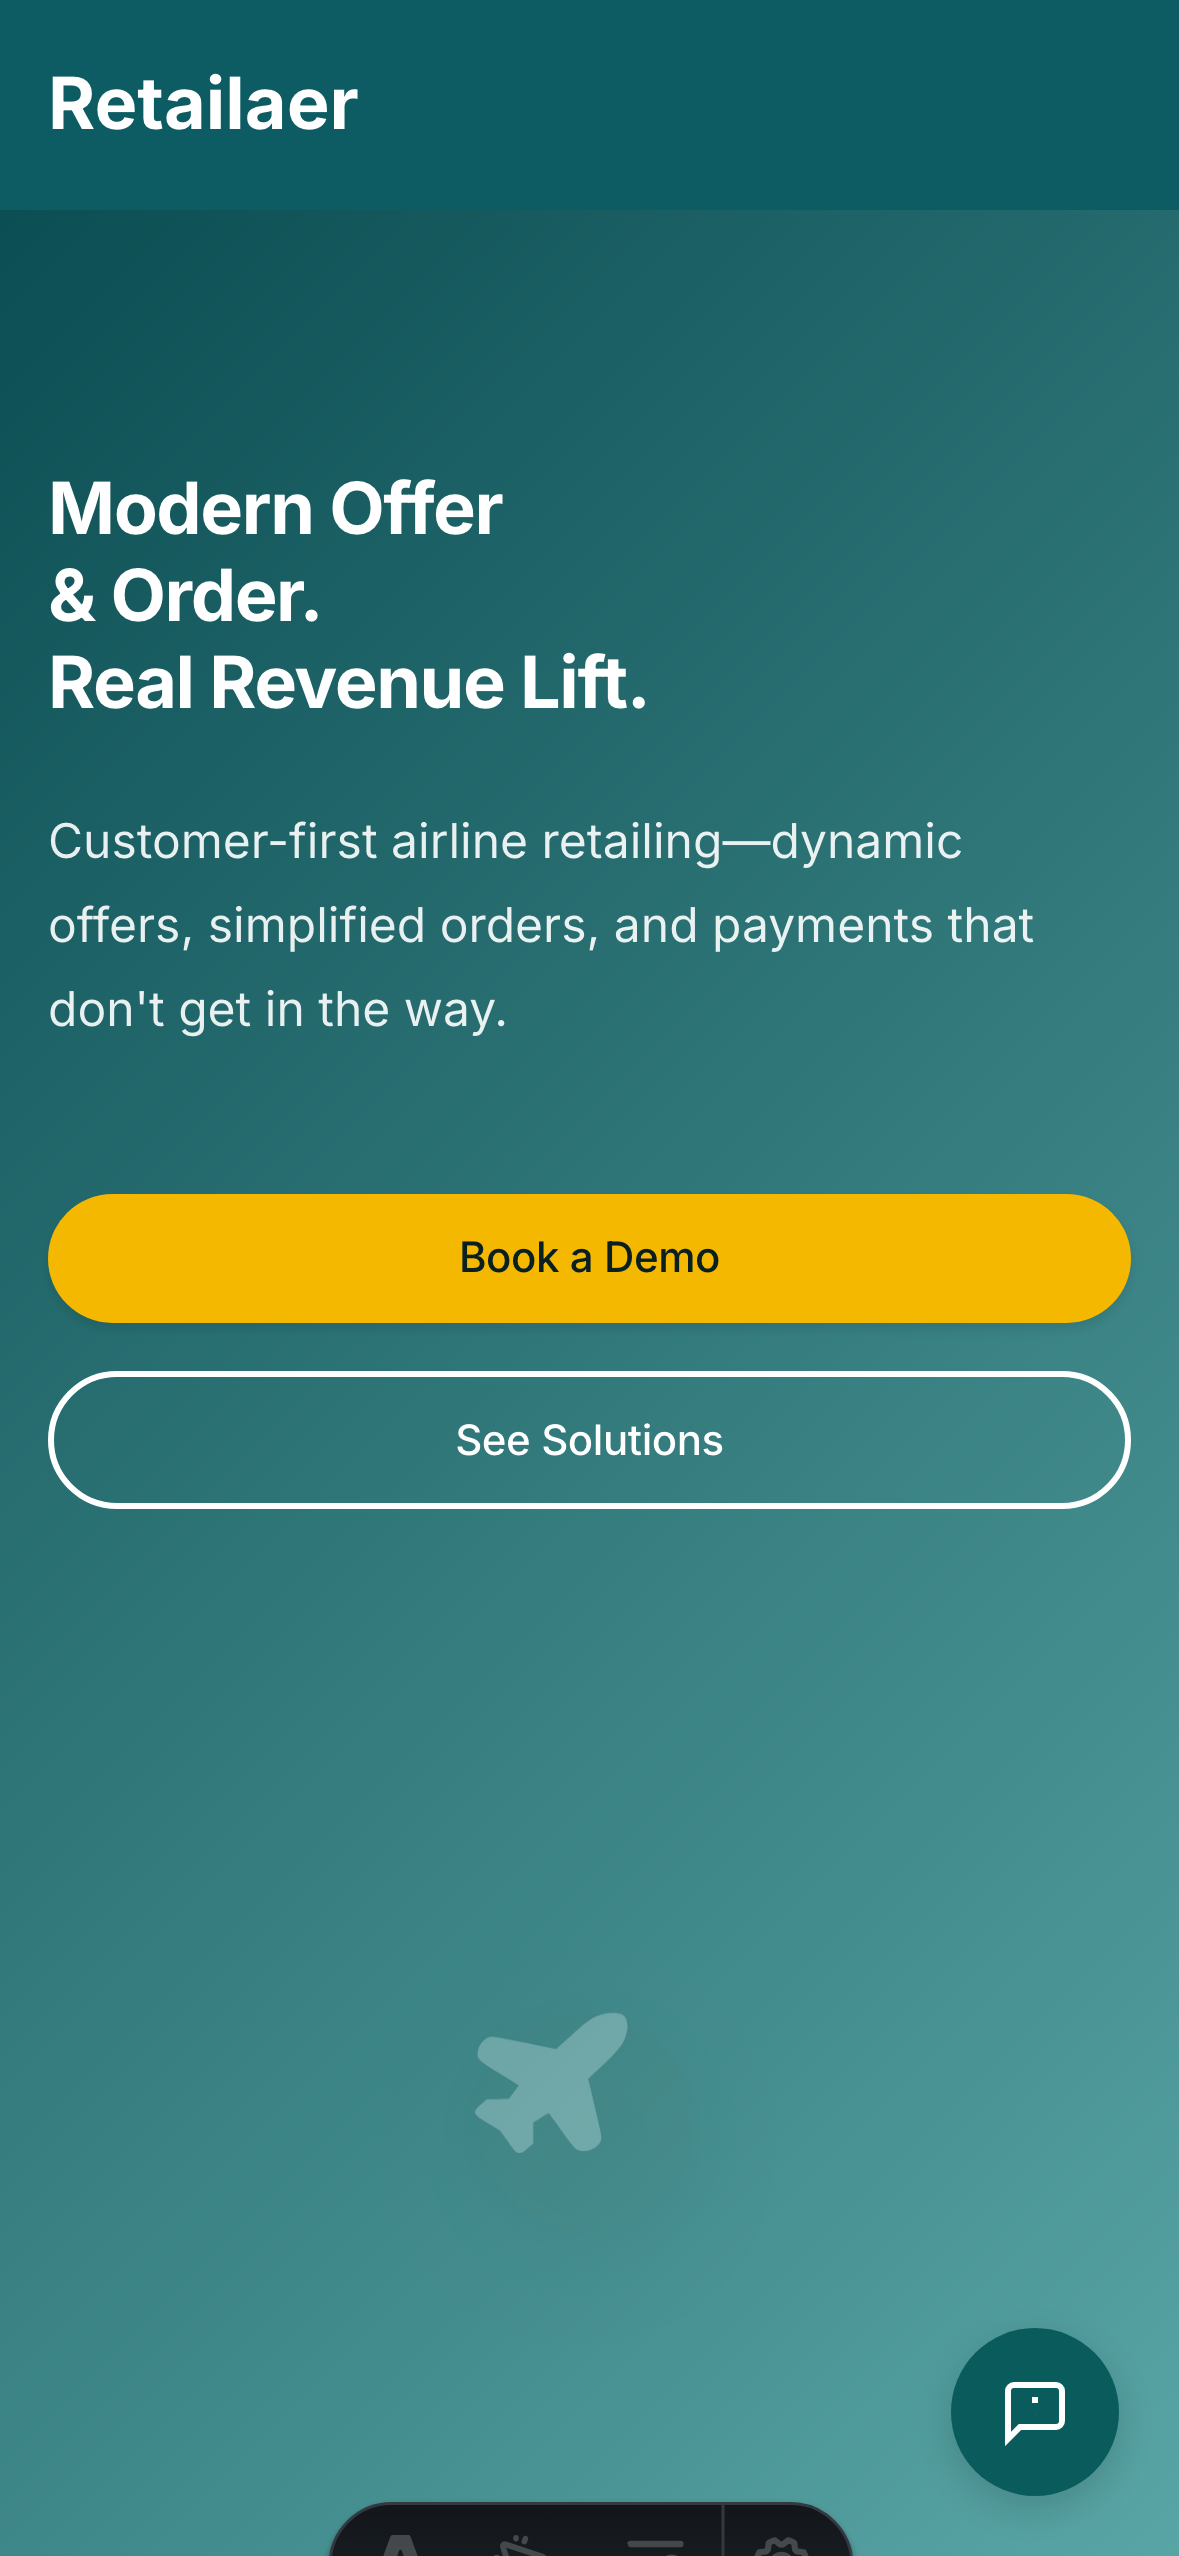 Retailaer
Modern Offer
& Order.
Real Revenue Lift.
Customer-first airline retailing—dynamic
offers, simplified orders, and payments that
don't get in the way.
Book a Demo
See Solutions